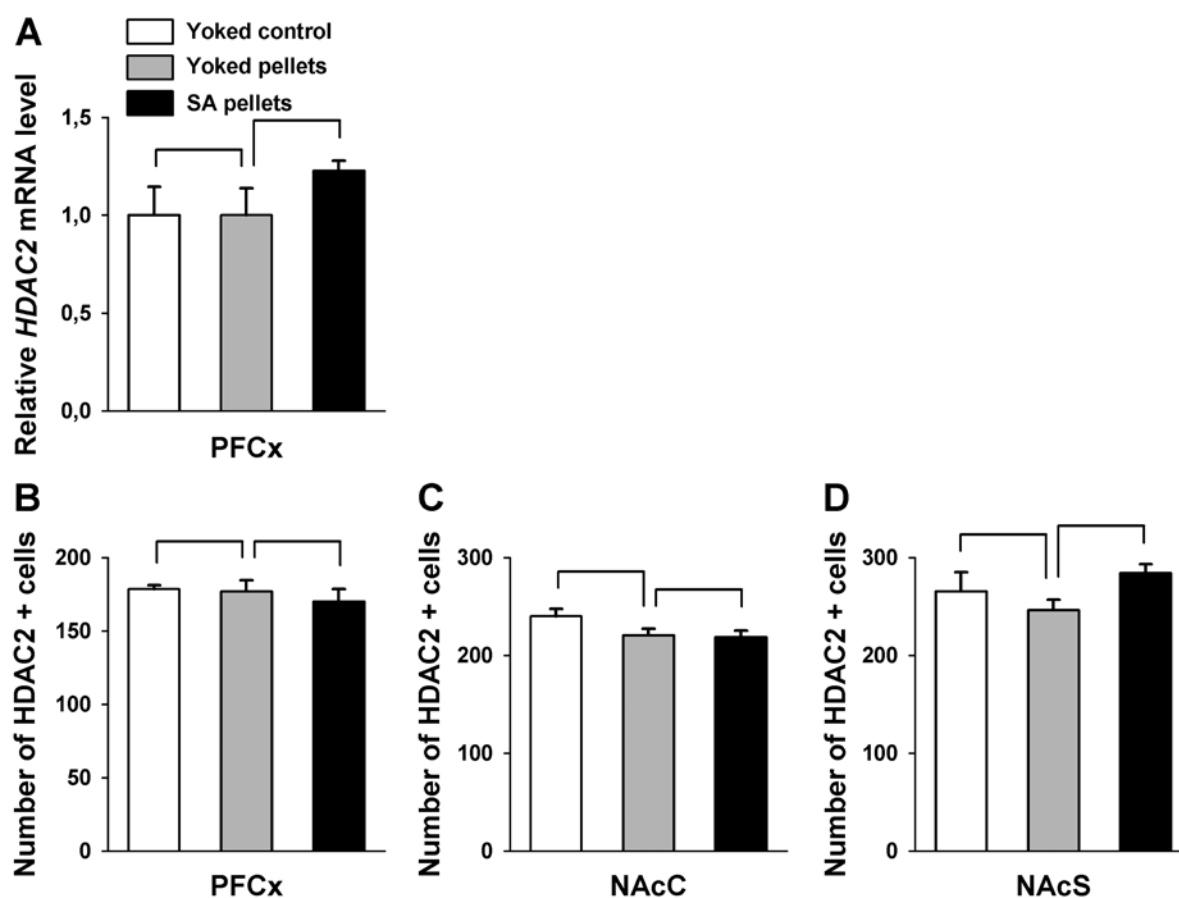 A
Yoked control
Yoked pellets
SA pellets
Relative HDAC2 mRNA level
1,5
1,0
0,5
0,0
PFCx
B
Number of HDAC2 + cells
200
150
100
50
0
PFCx
C
Number of HDAC2 + cells
300
200
100
0
NAcC
D
Number of HDAC2 + cells
300
200
100
0
NAcS